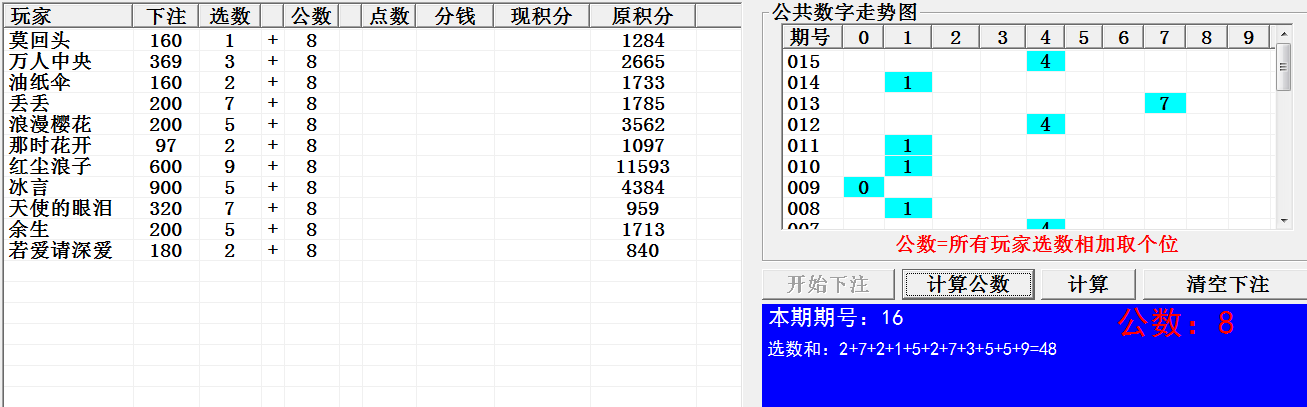 玩家 下注 选数 公数 点数 分钱 现积分 原积分
莫回头 160 1 + 8 1284
万人中央 369 3 + 8 2665
油纸伞 160 2 + 8 1733
丢丢 200 7 + 8 1785
浪漫樱花 200 5 + 8 3562
那时花开 97 2 + 8 1097
红尘浪子 600 9 + 8 11593
冰言 900 5 + 8 4384
天使的眼泪 320 7 + 8 959
余生 200 5 + 8 1713
若爱请深爱 180 2 + 8 840
公共数字走势图
期号 0 1 2 3 4 5 6 7 8 9
015 4
014 1
013 7
012 4
011 1
010 1
009 0
008 1
007 4
公数=所有玩家选数相加取个位
开始下注 计算公数 计算 清空下注
本期期号：16 公数：8
选数和：2+7+2+1+5+2+7+3+5+5+9=48